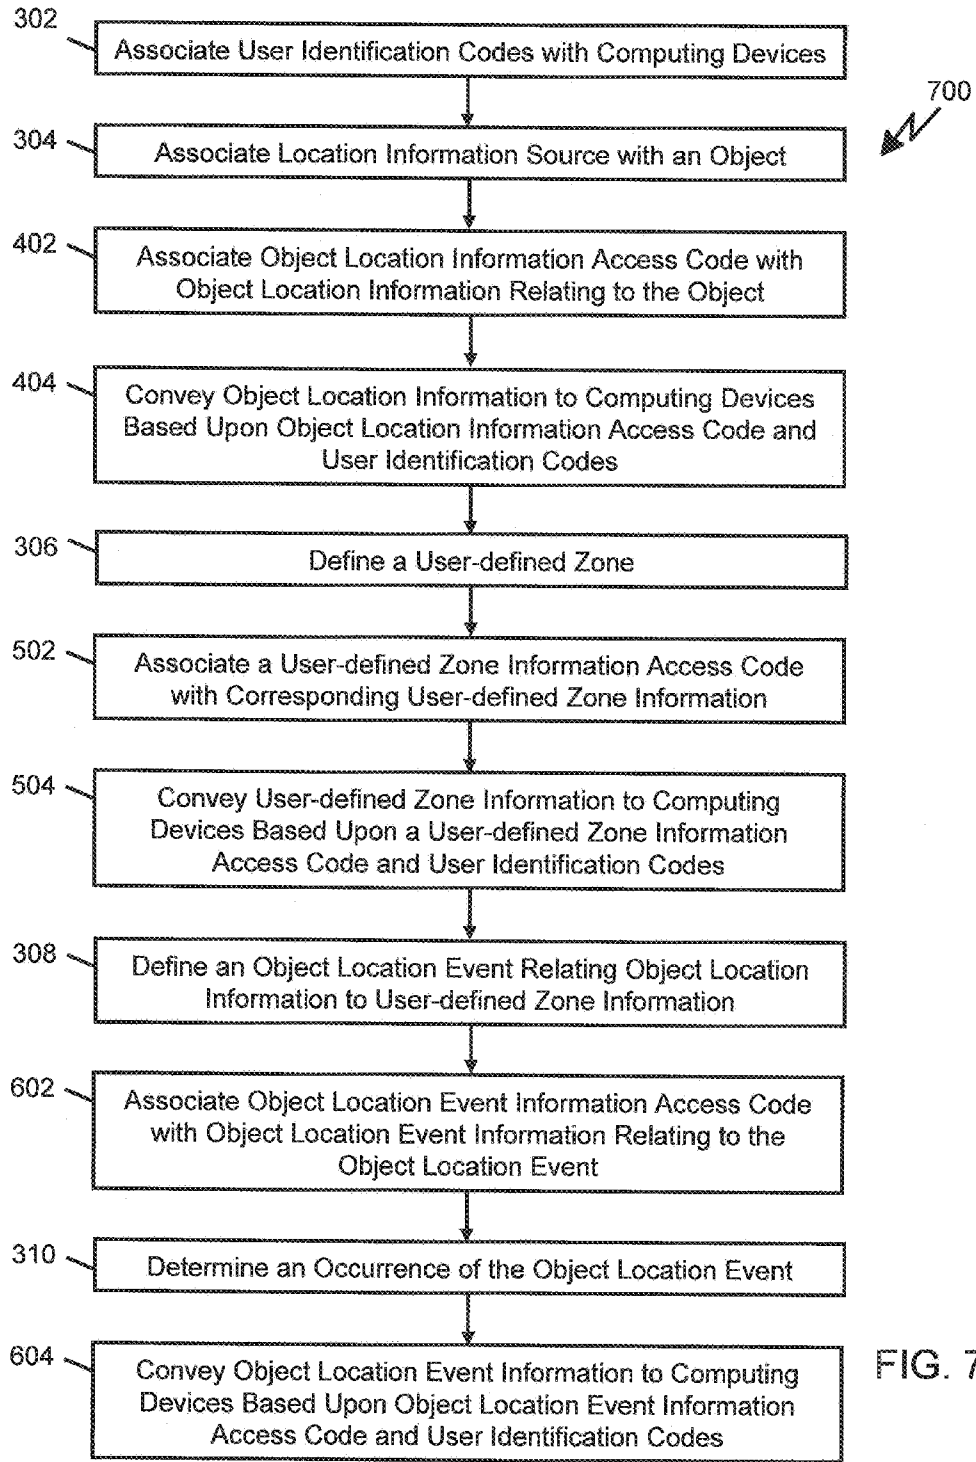 302
Associate User Identification Codes with Computing Devices
700
304
Associate Location Information Source with an Object
402
Associate Object Location Information Access Code with
Object Location Information Relating to the Object
404
Convey Object Location Information to Computing Devices
Based Upon Object Location Information Access Code and
User Identification Codes
306
Define a User-defined Zone
502
Associate a User-defined Zone Information Access Code
with Corresponding User-defined Zone Information
504
Convey User-defined Zone Information to Computing
Devices Based Upon a User-defined Zone Information
Access Code and User Identification Codes
308
Define an Object Location Event Relating Object Location
Information to User-defined Zone Information
602
Associate Object Location Event Information Access Code
with Object Location Event Information Relating to the
Object Location Event
310
Determine an Occurrence of the Object Location Event
604
Convey Object Location Event Information to Computing
Devices Based Upon Object Location Event Information
Access Code and User Identification Codes
FIG. 7